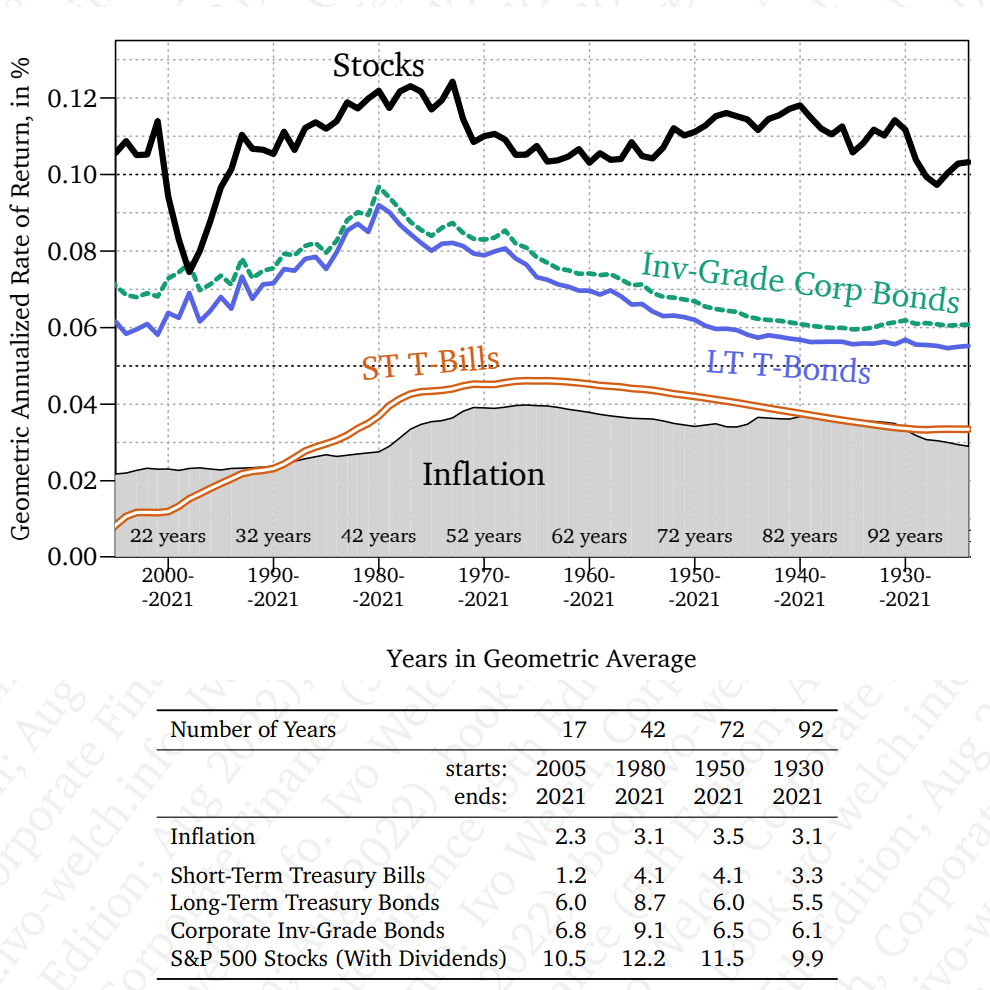 Geometric Annualized Rate of Return, in %
0.12
0.10
0.08
0.06
0.04
0.02
0.00
Stocks
Inv-Grade Corp Bonds
ST T-Bills
LT T-Bonds
Inflation
22 years 32 years 42 years 52 years 62 years 72 years 82 years 92 years
2000- 1990- 1980- 1970- 1960- 1950- 1940- 1930-
-2021 -2021 -2021 -2021 -2021 -2021 -2021 -2021
Years in Geometric Average
Number of Years 17 42 72 92
starts: 2005 1980 1950 1930
ends: 2021 2021 2021 2021
Inflation 2.3 3.1 3.5 3.1
Short-Term Treasury Bills 1.2 4.1 4.1 3.3
Long-Term Treasury Bonds 6.0 8.7 6.0 5.5
Corporate Inv-Grade Bonds 6.8 9.1 6.5 6.1
S&P 500 Stocks (With Dividends) 10.5 12.2 11.5 9.9